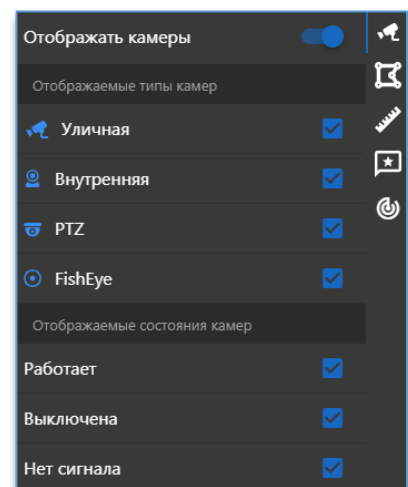 Отображать камеры
Отображаемые типы камер
Уличная
Внутренняя
PTZ
FishEye
Отображаемые состояния камер
Работает
Выключена
Нет сигнала